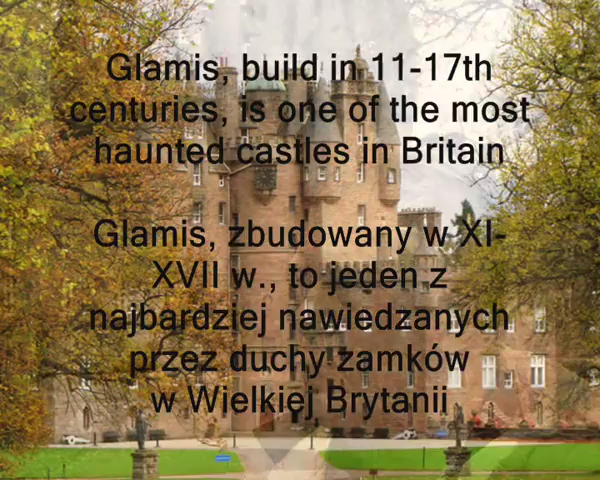 Glamis, build in 11-17th
centuries, is one of the most
haunted castles in Britain
Glamis, zbudowany w XI-
XVII w., to jeden z
najbardziej nawiedzanych
przez duchy zamków
w Wielkiej Brytanii